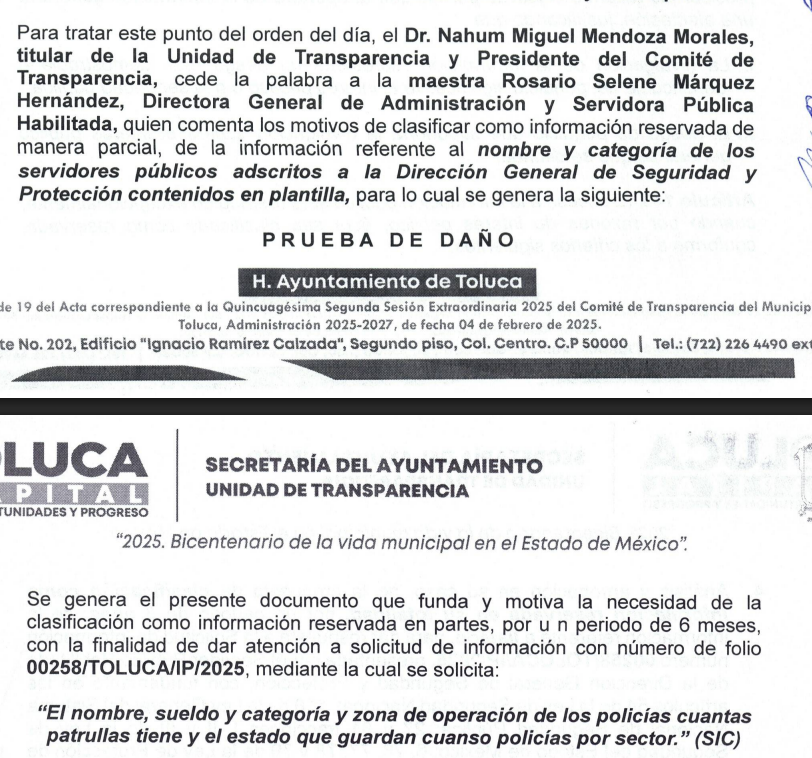 Para tratar este punto del orden del día, el Dr. Nahum Miguel Mendoza Morales,
titular de la Unidad de Transparencia y Presidente del Comité de
Transparencia, cede la palabra a la maestra Rosario Selene Márquez
Hernández, Directora General de Administración y Servidora Pública
Habilitada, quien comenta los motivos de clasificar como información reservada de
manera parcial, de la información referente al nombre y categoría de los
servidores públicos adscritos a la Dirección General de Seguridad y
Protección contenidos en plantilla, para lo cual se genera la siguiente:
PRUEBA DE DAÑO
H. Ayuntamiento de Toluca
de 19 del Acta correspondiente a la Quincuagésima Segunda Sesión Extraordinaria 2025 del Comité de Transparencia del Municip
Toluca, Administración 2025-2027, de fecha 04 de febrero de 2025.
te No. 202, Edificio "Ignacio Ramírez Calzada", Segundo piso, Col. Centro. C.P 50000 | Tel.: (722) 226 4490 ext
OLUCA
APITAL
TUNIDADES Y PROGRESO
SECRETARÍA DEL AYUNTAMIENTO
UNIDAD DE TRANSPARENCIA
“2025. Bicentenario de la vida municipal en el Estado de México”.
Se genera el presente documento que funda y motiva la necesidad de la
clasificación como información reservada en partes, por u n periodo de 6 meses,
con la finalidad de dar atención a solicitud de información con número de folio
00258/TOLUCA/IP/2025, mediante la cual se solicita:
“El nombre, sueldo y categoría y zona de operación de los policías cuantas
patrullas tiene y el estado que guardan cuanso policías por sector.” (SIC)